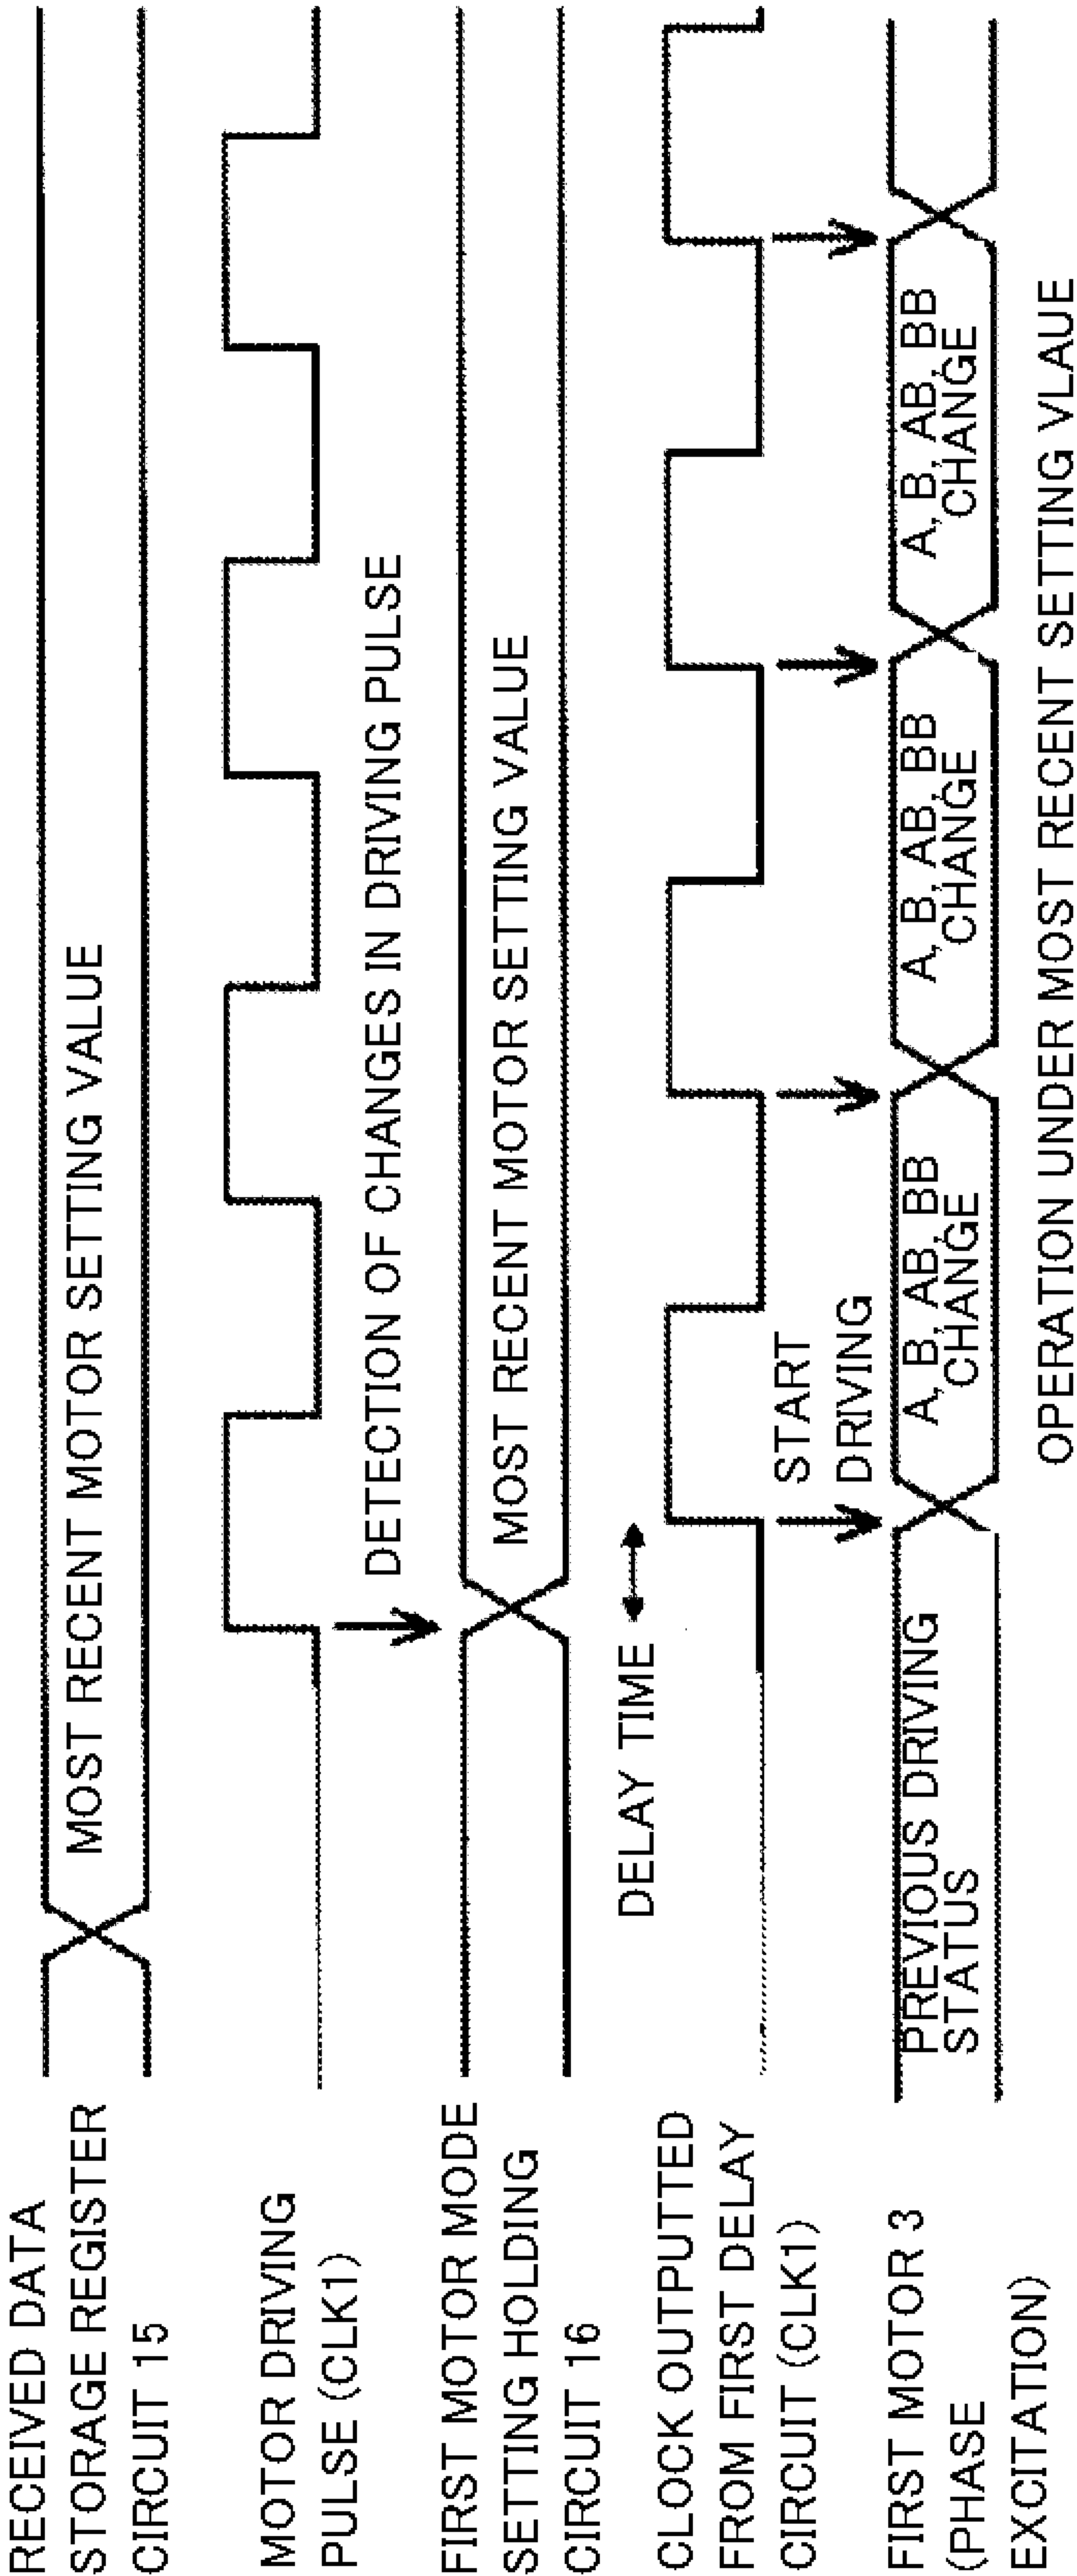 RECEIVED DATA
STORAGE REGISTER
CIRCUIT 15
MOST RECENT MOTOR SETTING VALUE
MOTOR DRIVING
PULSE (CLK1)
DETECTION OF CHANGES IN DRIVING PULSE
FIRST MOTOR MODE
SETTING HOLDING
CIRCUIT 16
MOST RECENT MOTOR SETTING VALUE
DELAY TIME
CLOCK OUTPUTTED
FROM FIRST DELAY
CIRCUIT (CLK1)
START
DRIVING
FIRST MOTOR 3
(PHASE
EXCITATION)
PREVIOUS DRIVING
STATUS
A, B, AB, BB
CHANGE
A, B, AB, BB
CHANGE
A, B, AB, BB
CHANGE
OPERATION UNDER MOST RECENT SETTING VLAUE